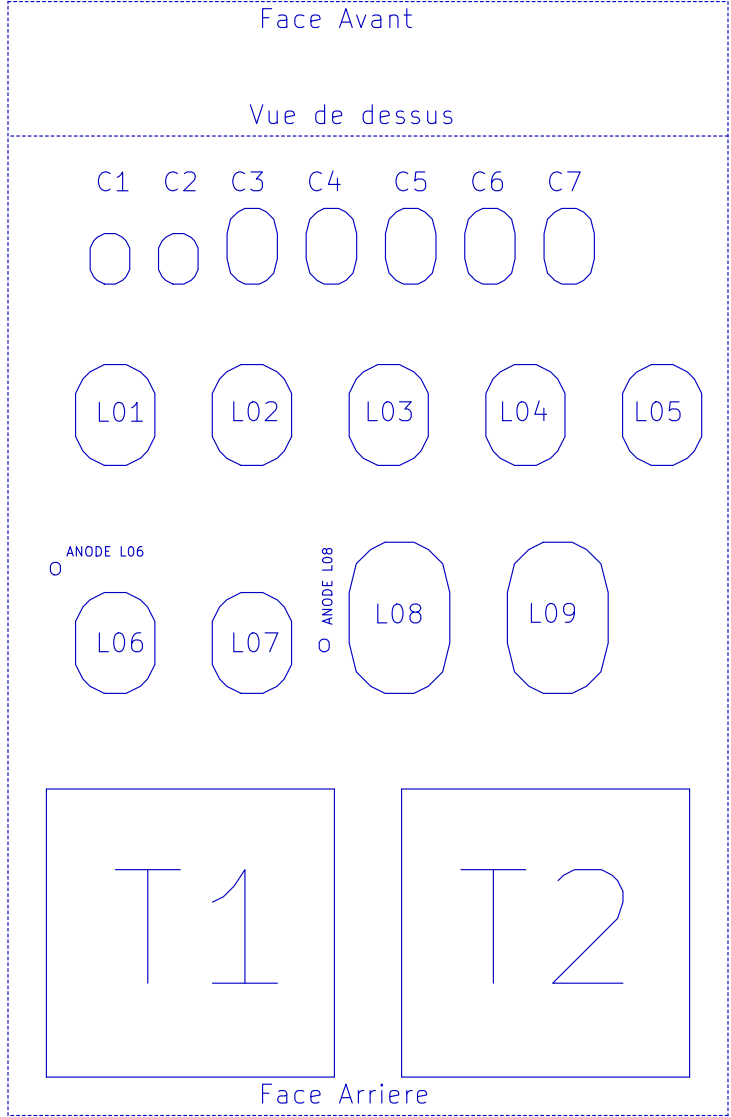 Face Avant
Vue de dessus
C1 C2 C3 C4 C5 C6 C7
L01 L02 L03 L04 L05
ANODE L06
ANODE L08
L06 L07 L08 L09
T1 T2
Face Arriere